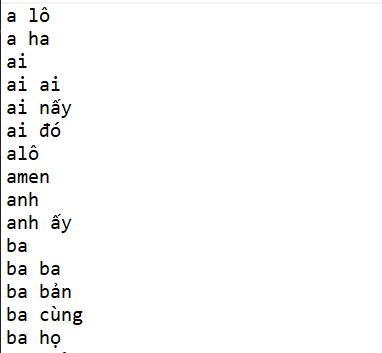 a lô
a ha
ai
ai ai
ai nấy
ai đó
alô
amen
anh
anh ấy
ba
ba ba
ba bản
ba cùng
ba họ